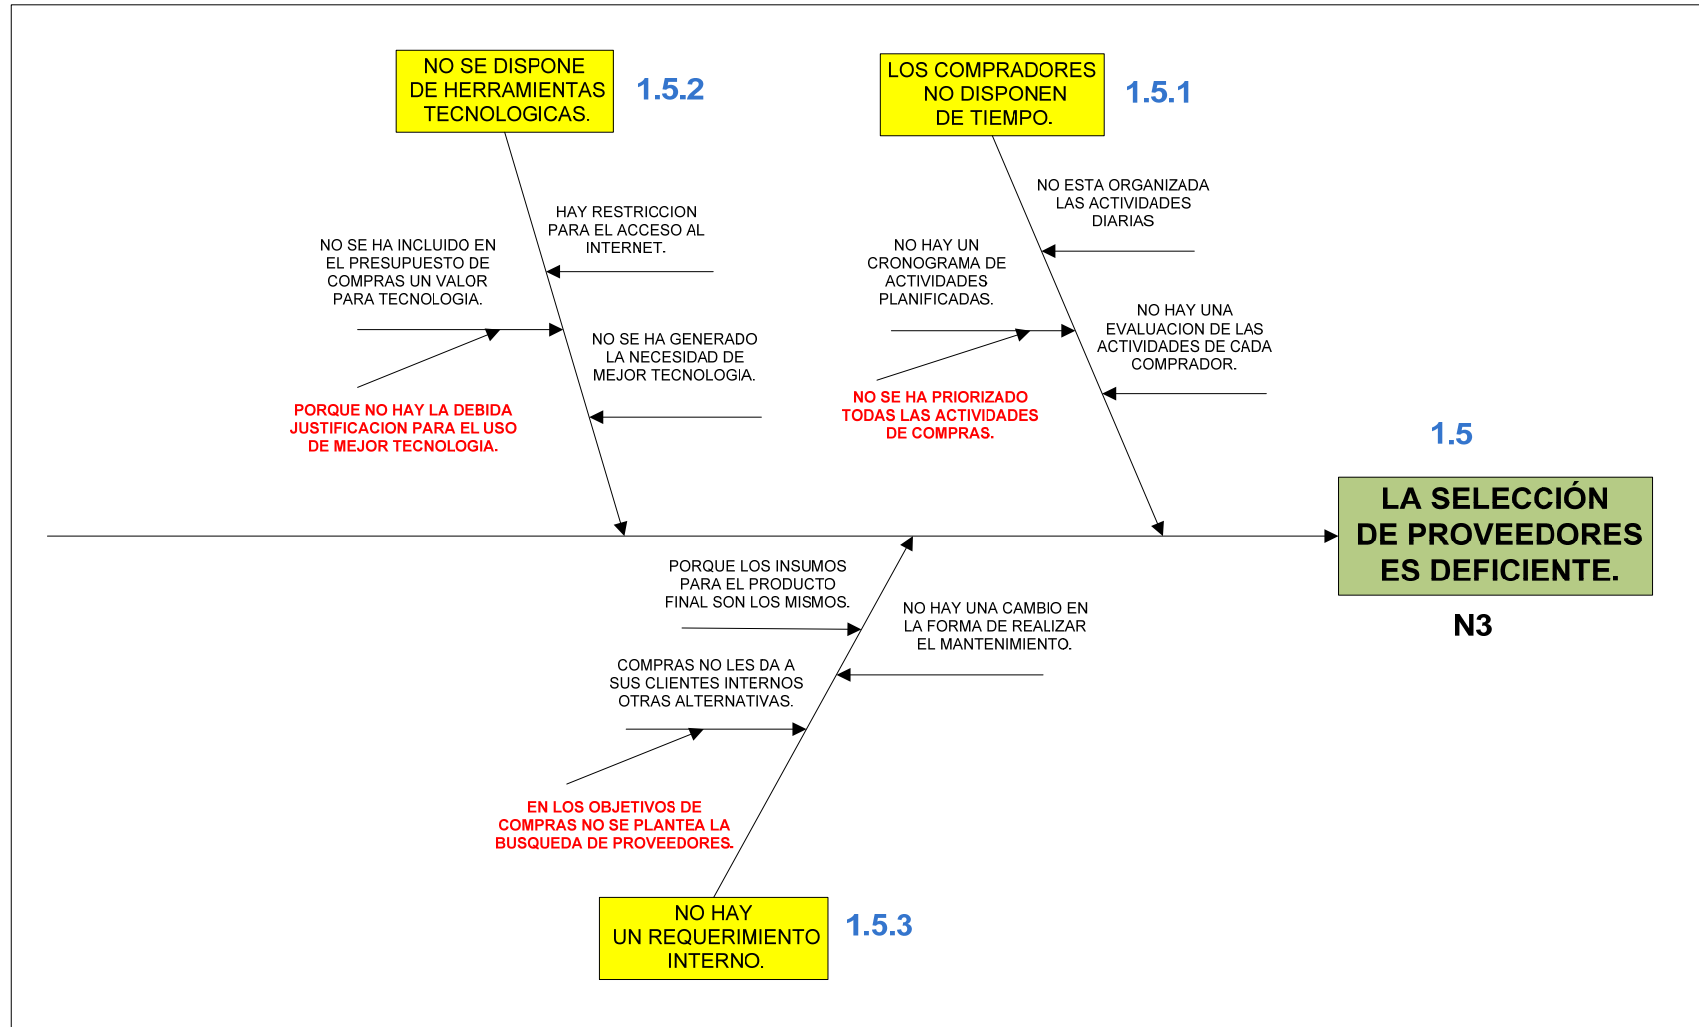 NO SE DISPONE
DE HERRAMIENTAS
TECNOLOGICAS.
1.5.2
LOS COMPRADORES
NO DISPONEN
DE TIEMPO.
1.5.1
HAY RESTRICCION
PARA EL ACCESO AL
INTERNET.
NO SE HA INCLUIDO EN
EL PRESUPUESTO DE
COMPRAS UN VALOR
PARA TECNOLOGIA.
NO SE HA GENERADO
LA NECESIDAD DE
MEJOR TECNOLOGIA.
PORQUE NO HAY LA DEBIDA
JUSTIFICACION PARA EL USO
DE MEJOR TECNOLOGIA.
NO ESTA ORGANIZADA
LAS ACTIVIDADES
DIARIAS
NO HAY UN
CRONOGRAMA DE
ACTIVIDADES
PLANIFICADAS.
NO HAY UNA
EVALUACION DE LAS
ACTIVIDADES DE CADA
COMPRADOR.
NO SE HA PRIORIZADO
TODAS LAS ACTIVIDADES
DE COMPRAS.
1.5
LA SELECCIÓN
DE PROVEEDORES
ES DEFICIENTE.
N3
PORQUE LOS INSUMOS
PARA EL PRODUCTO
FINAL SON LOS MISMOS.
NO HAY UNA CAMBIO EN
LA FORMA DE REALIZAR
EL MANTENIMIENTO.
COMPRAS NO LES DA A
SUS CLIENTES INTERNOS
OTRAS ALTERNATIVAS.
EN LOS OBJETIVOS DE
COMPRAS NO SE PLANTEA LA
BUSQUEDA DE PROVEEDORES.
NO HAY
UN REQUERIMIENTO
INTERNO.
1.5.3